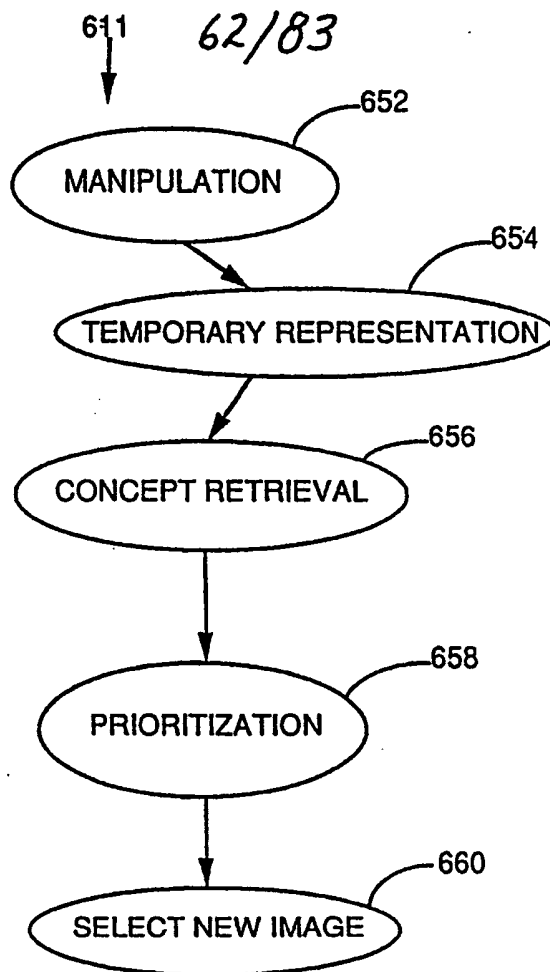 611 62/83
652
MANIPULATION
654
TEMPORARY REPRESENTATION
656
CONCEPT RETRIEVAL
658
PRIORITIZATION
660
SELECT NEW IMAGE